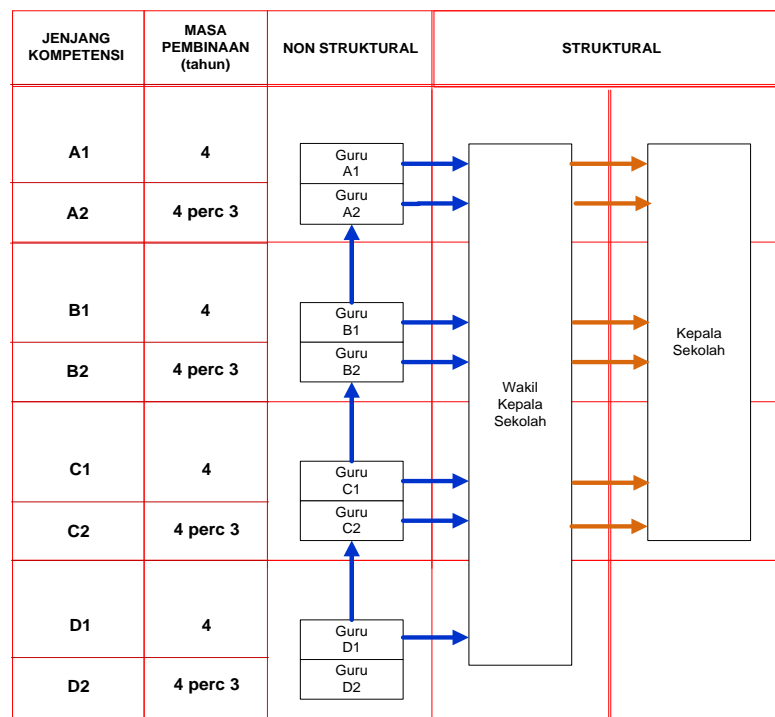 JENJANG
KOMPETENSI
MASA
PEMBINAAN
(tahun)
NON STRUKTURAL
STRUKTURAL
A1
4
Guru
A1
A2
4 perc 3
Guru
A2
B1
4
Guru
B1
B2
4 perc 3
Guru
B2
C1
4
Guru
C1
C2
4 perc 3
Guru
C2
D1
4
Guru
D1
D2
4 perc 3
Guru
D2
Wakil
Kepala
Sekolah
Kepala
Sekolah